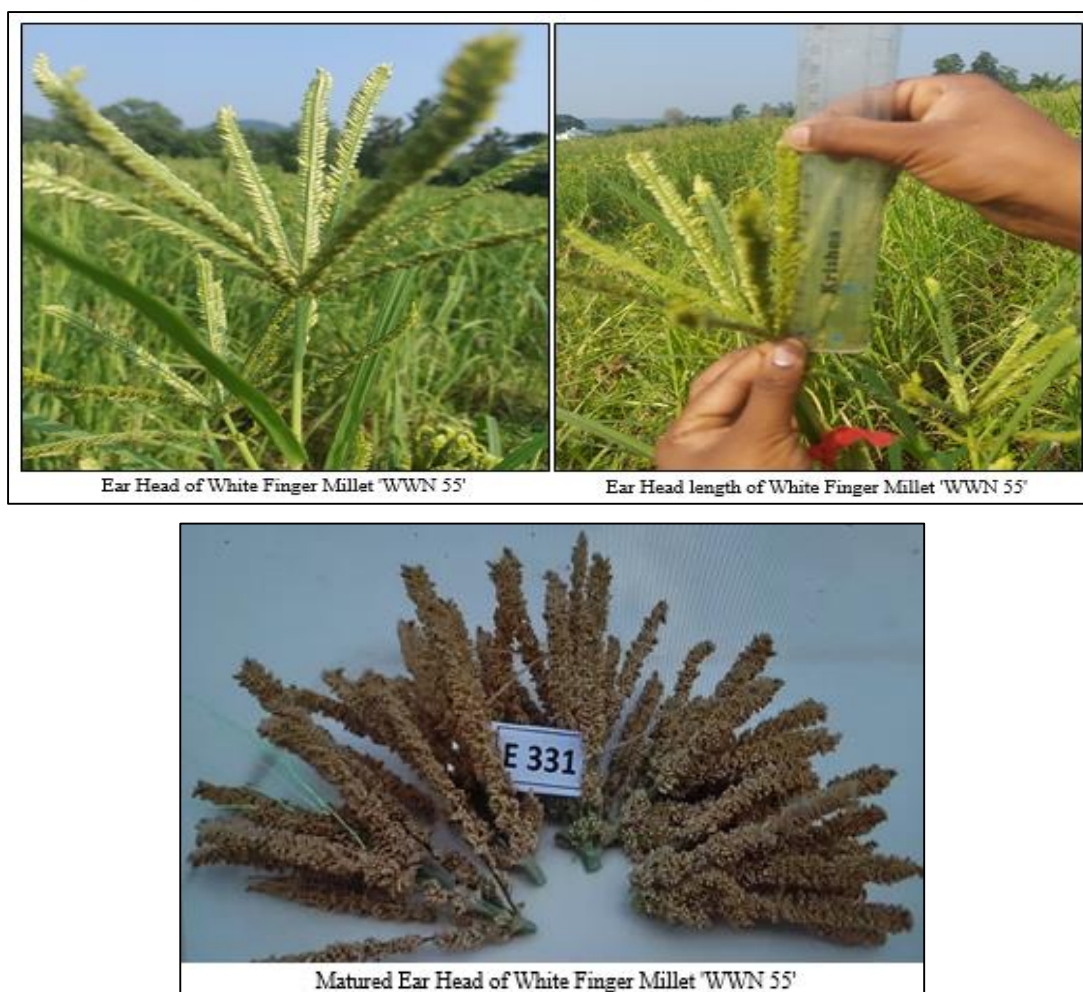 Krishna
Ear Head of White Finger Millet 'WWN 55'
Ear Head length of White Finger Millet 'WWN 55'
E 331
Matured Ear Head of White Finger Millet 'WWN 55'